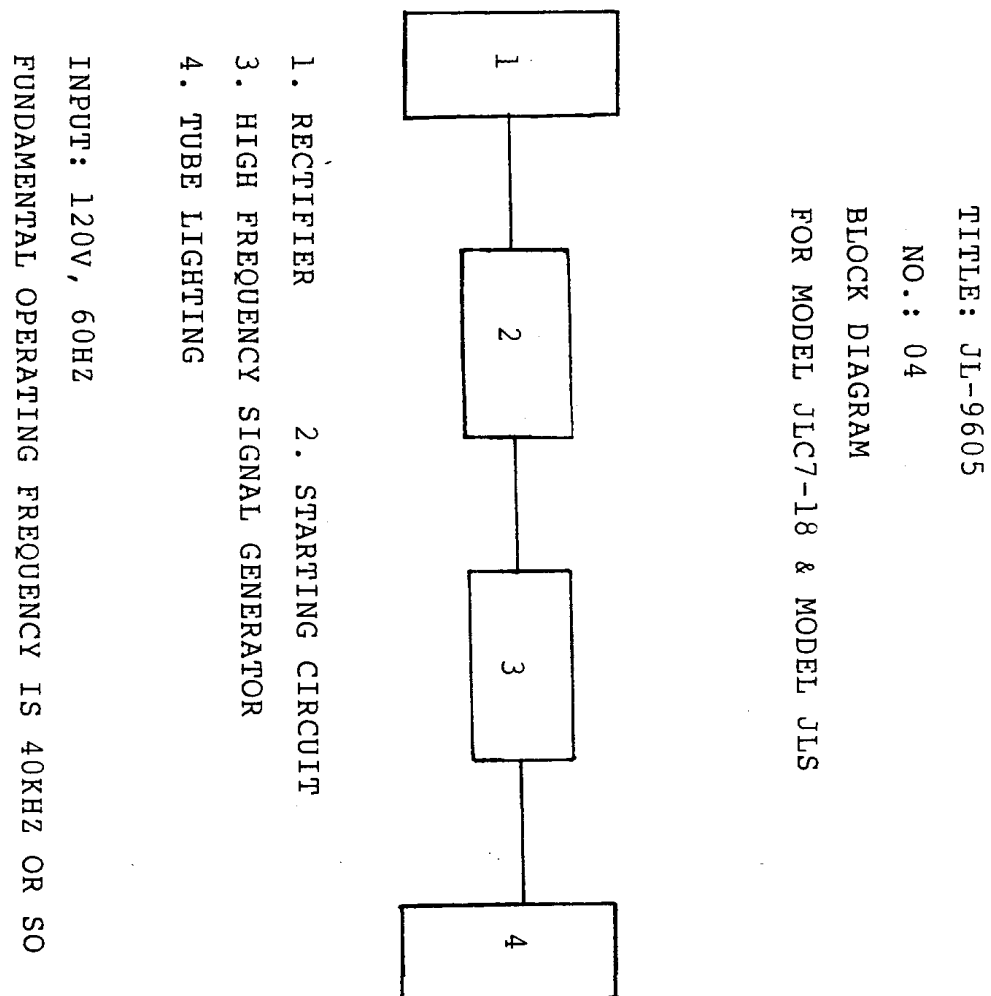 TITLE: JL-9605
NO.: 04
BLOCK DIAGRAM
FOR MODEL JLC7-18 & MODEL JLS
1
2
3
4
1. RECTIFIER 2. STARTING CIRCUIT
3. HIGH FREQUENCY SIGNAL GENERATOR
4. TUBE LIGHTING
INPUT: 120V, 60HZ
FUNDAMENTAL OPERATING FREQUENCY IS 40KHZ OR SO